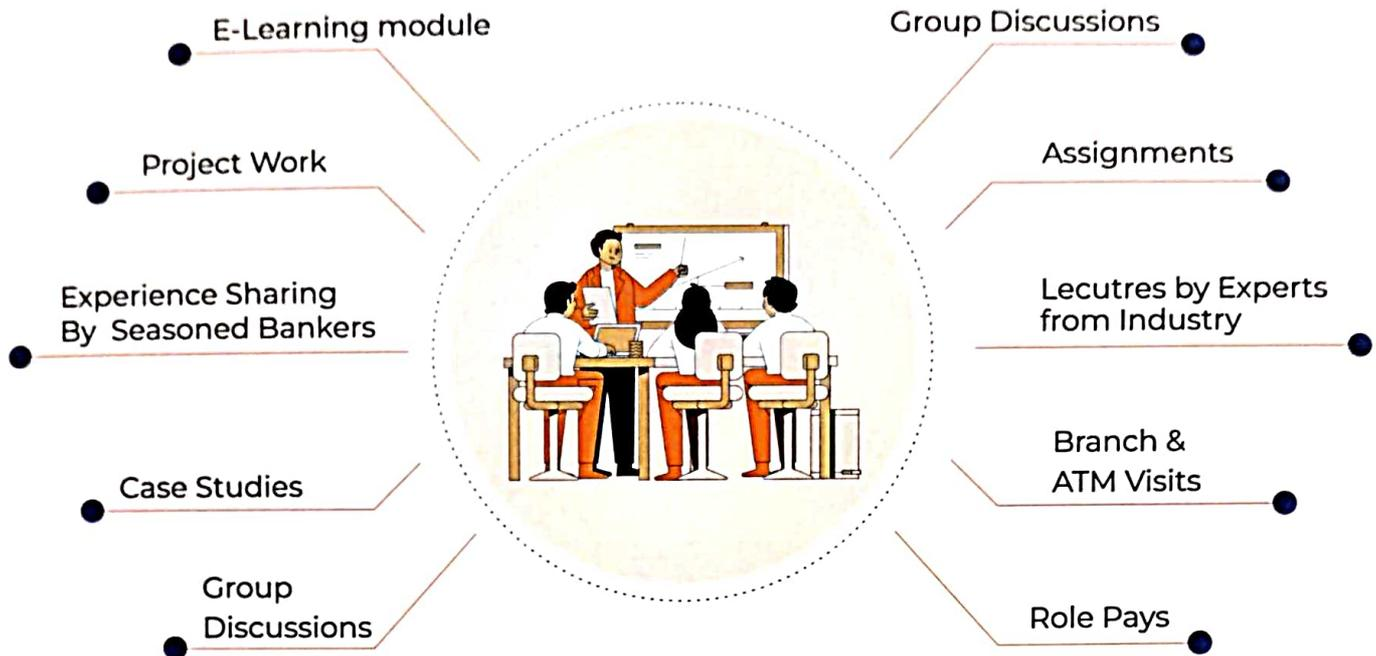 E-Learning module
Project Work
Experience Sharing
By Seasoned Bankers
Case Studies
Group
Discussions
Group Discussions
Assignments
Lecutres by Experts
from Industry
Branch &
ATM Visits
Role Pays